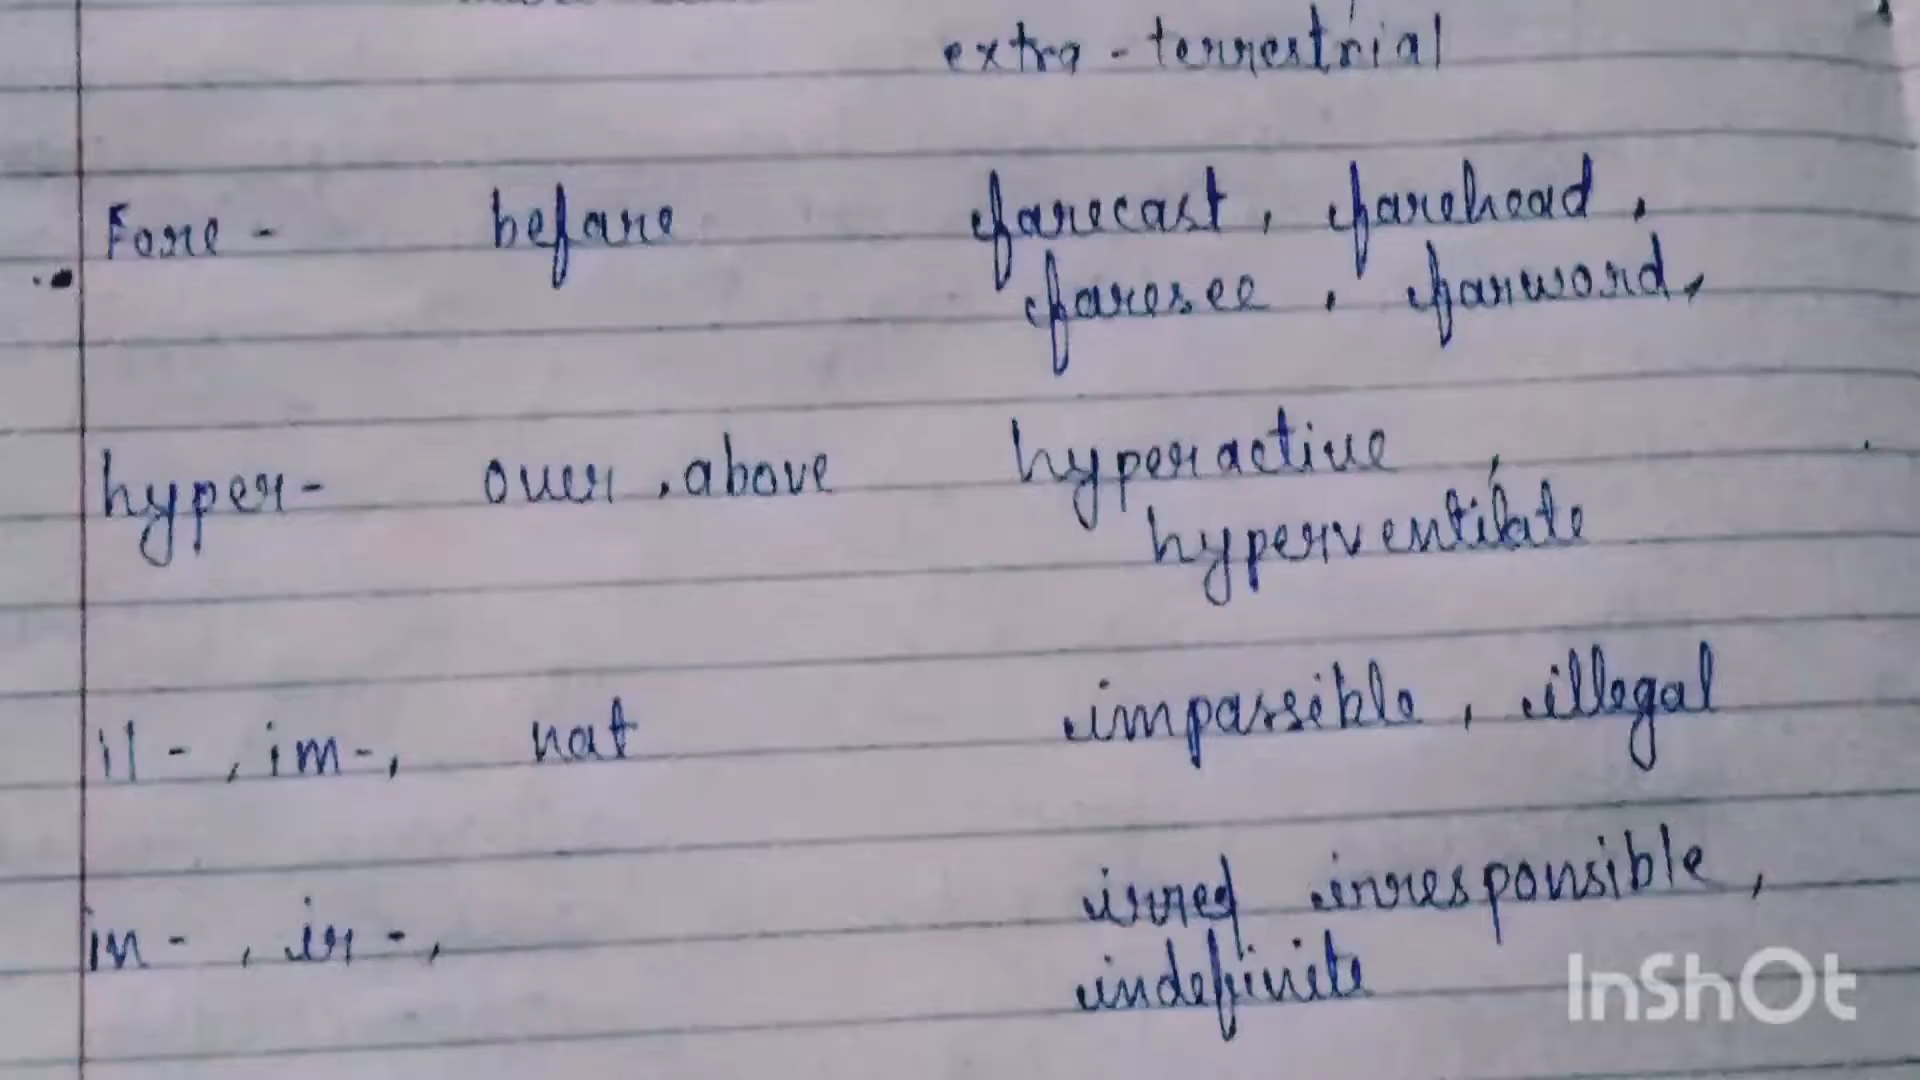 extra-terrestrial
Fore - before forecast, forehead,
foresee, forword,
hyper- over, above hyperactive,
hyperventilate
il-, im-, not impossible, illegal
in-, ir-, irreg irresponsible,
indefinite
InShOt